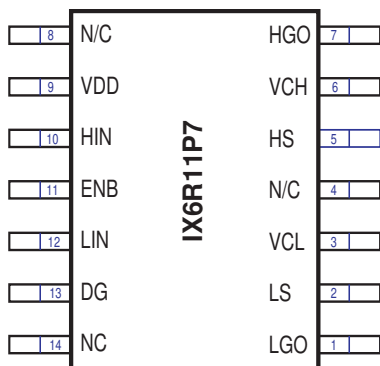 8 N/C HGO 7
9 VDD VCH 6
10 HIN HS 5
11 ENB N/C 4
12 LIN VCL 3
13 DG LS 2
14 NC LGO 1
IX6R11P7